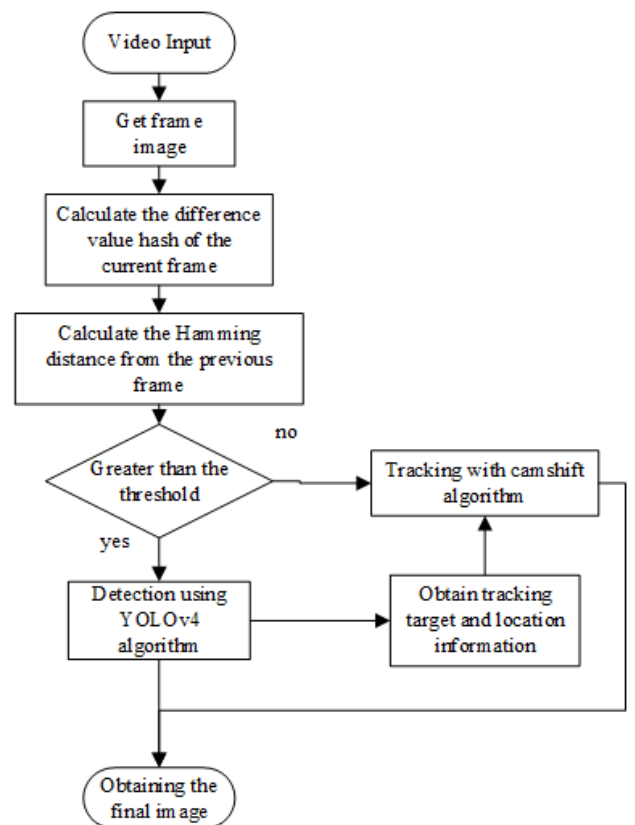 Video Input
Get frame
image
Calculate the difference
value hash of the
current frame
Calculate the Hamming
distance from the previous
frame
no
Greater than the
threshold
Tracking with camshift
algorithm
yes
Detection using
YOLOv4
algorithm
Obtain tracking
target and location
information
Obtaining the
final image